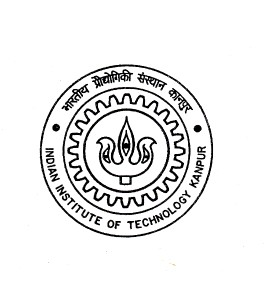 भारतीय प्रौद्योगिकी संस्थान कानपुर
INDIAN INSTITUTE OF TECHNOLOGY KANPUR